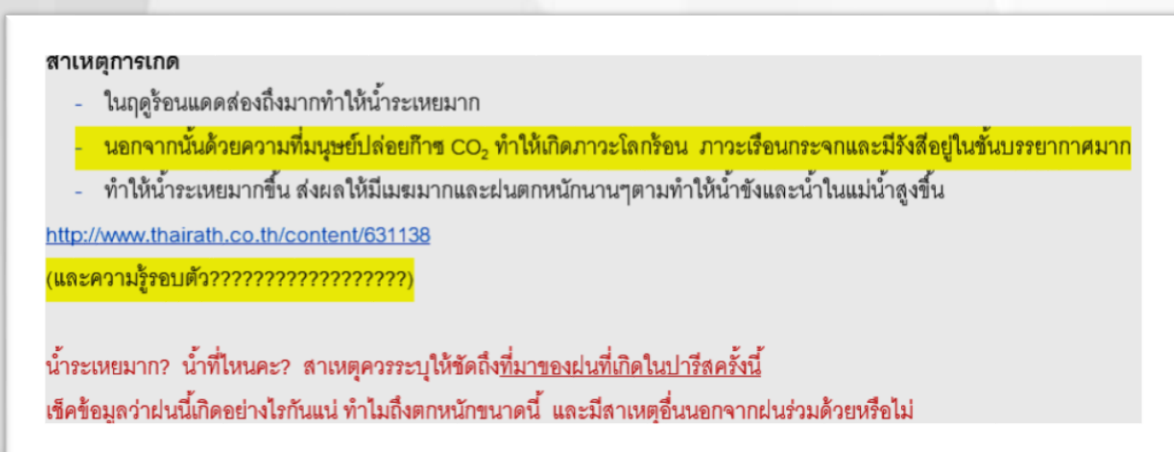 สาเหตุการเกิด
- ในฤดูร้อนแดดส่องถึงมากทำให้น้ำระเหยมาก
- นอกจากนั้นด้วยความที่มนุษย์ปล่อยก๊าซ CO₂ ทำให้เกิดภาวะโลกร้อน ภาวะเรือนกระจกและมีรังสีอยู่ในชั้นบรรยากาศมาก
- ทำให้น้ำระเหยมากขึ้น ส่งผลให้มีเมฆมากและฝนตกหนักนานๆตามทำให้น้ำขังและน้ำในแม่น้ำสูงขึ้น
http://www.thairath.co.th/content/631138
(และความรู้รอบตัว??????????????????)
น้ำระเหยมาก? น้ำที่ไหนคะ? สาเหตุควรระบุให้ชัดถึงที่มาของฝนที่เกิดในปารีสครั้งนี้
เช็คข้อมูลว่าฝนนี้เกิดอย่างไรกันแน่ ทำไมถึงตกหนักขนาดนี้ และมีสาเหตุอื่นนอกจากฝนร่วมด้วยหรือไม่